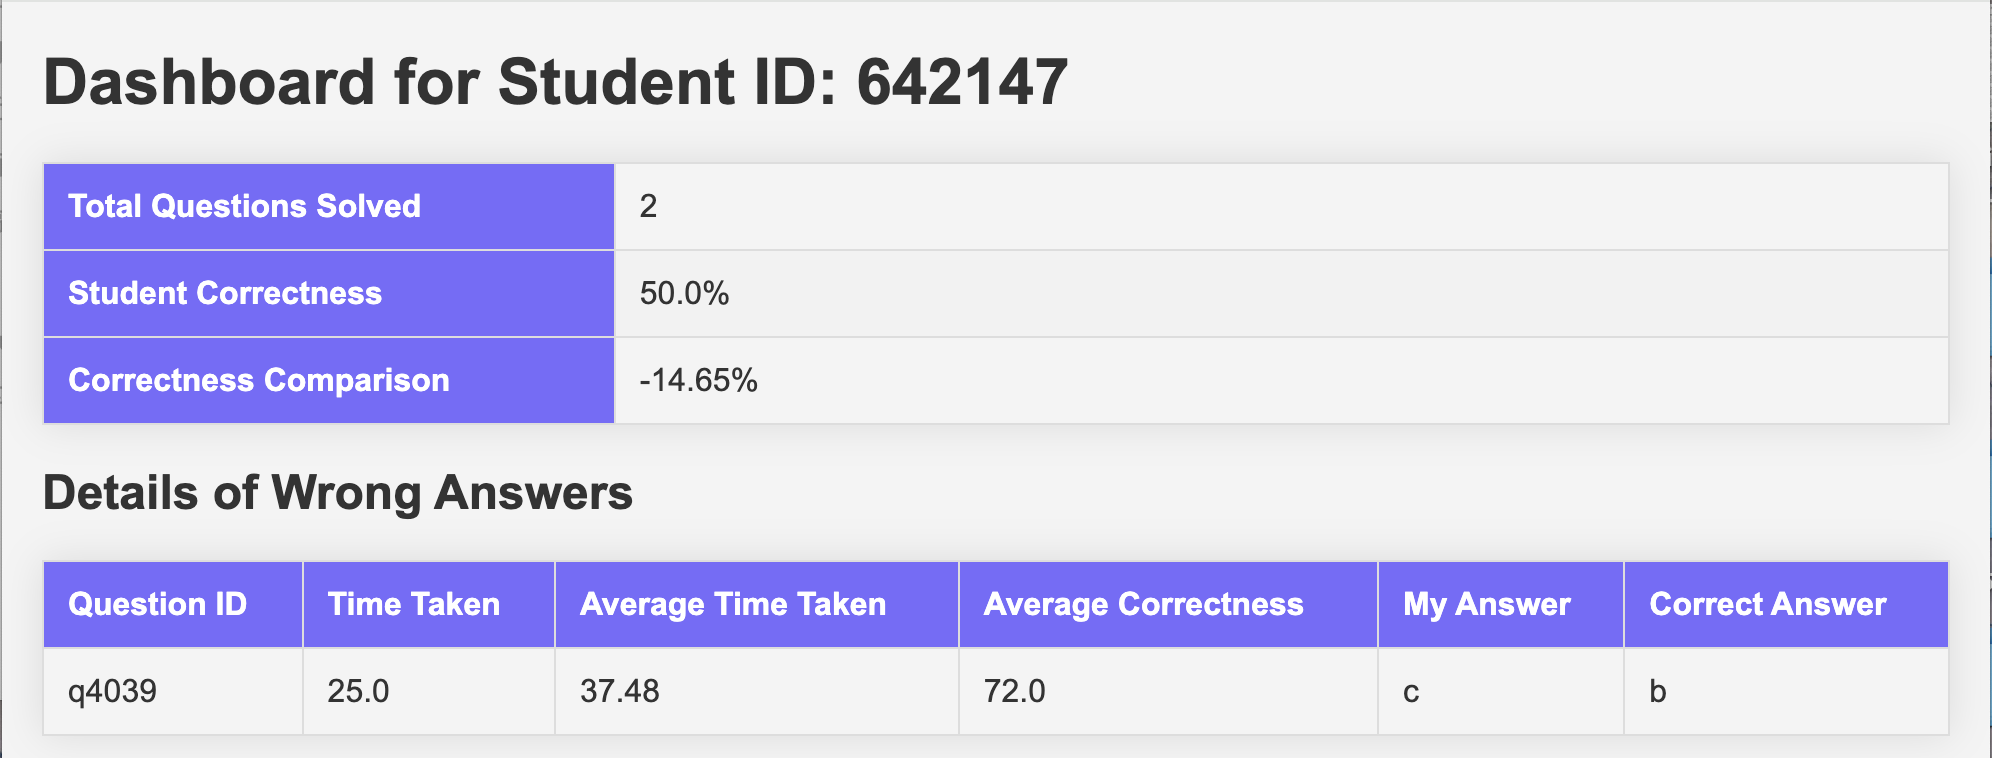 Dashboard for Student ID: 642147
Total Questions Solved 2
Student Correctness 50.0%
Correctness Comparison -14.65%
Details of Wrong Answers
Question ID Time Taken Average Time Taken Average Correctness My Answer Correct Answer
q4039 25.0 37.48 72.0 c b